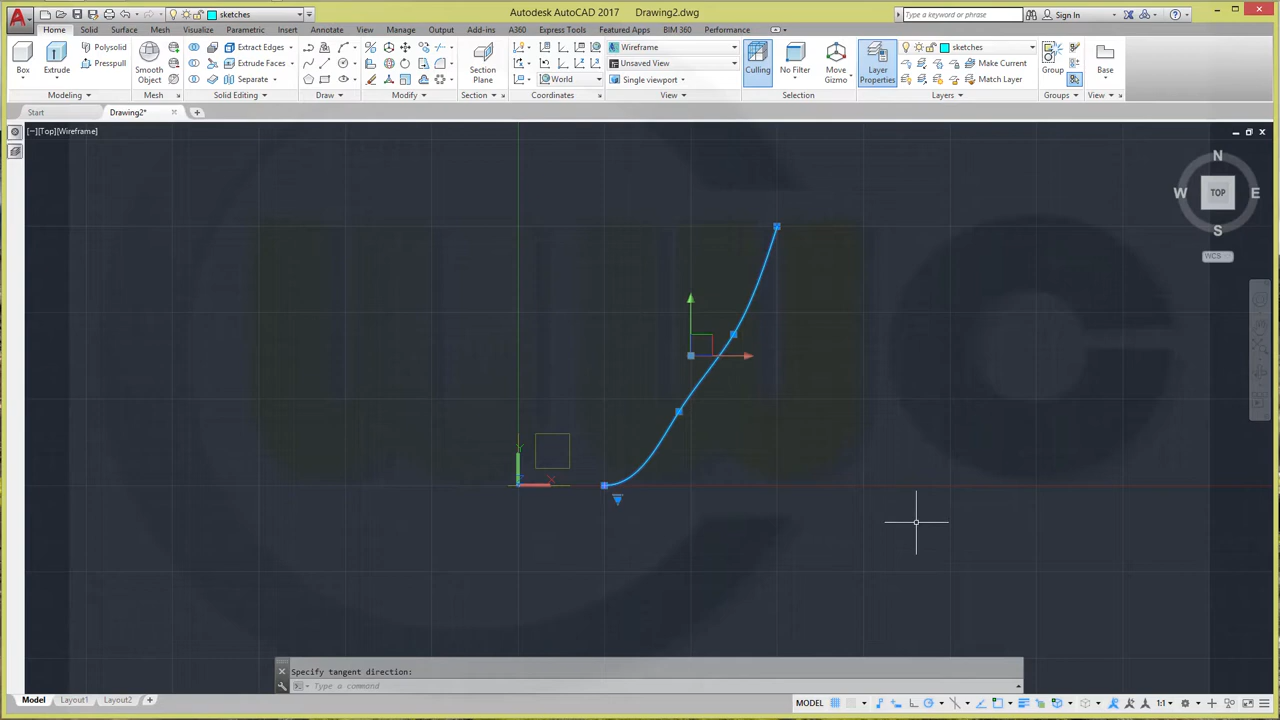 Autodesk AutoCAD 2017 Drawing2.dwg
sketches
Type a keyword or phrase
Sign In
Home Solid Surface Mesh Visualize Parametric Insert Annotate View Manage Output Add-ins A360 Express Tools Featured Apps BIM 360 Performance
Box
Extrude
Polysolid
Presspull
Smooth Object
Extract Edges
Extrude Faces
Separate
Section Plane
World
Wireframe
Unsaved View
Single viewport
Culling
No Filter
Move Gizmo
Layer Properties
sketches
Make Current
Match Layer
Group
Base
Modeling Mesh Solid Editing Draw Modify Section Coordinates View Selection Layers Groups View
Start Drawing2*
[−][Top][Wireframe]
N
W TOP E
S
WCS
Y
X
Specify tangent direction:
Type a command
Model Layout1 Layout2
MODEL 1:1